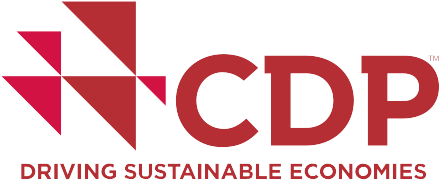 CDP™
DRIVING SUSTAINABLE ECONOMIES